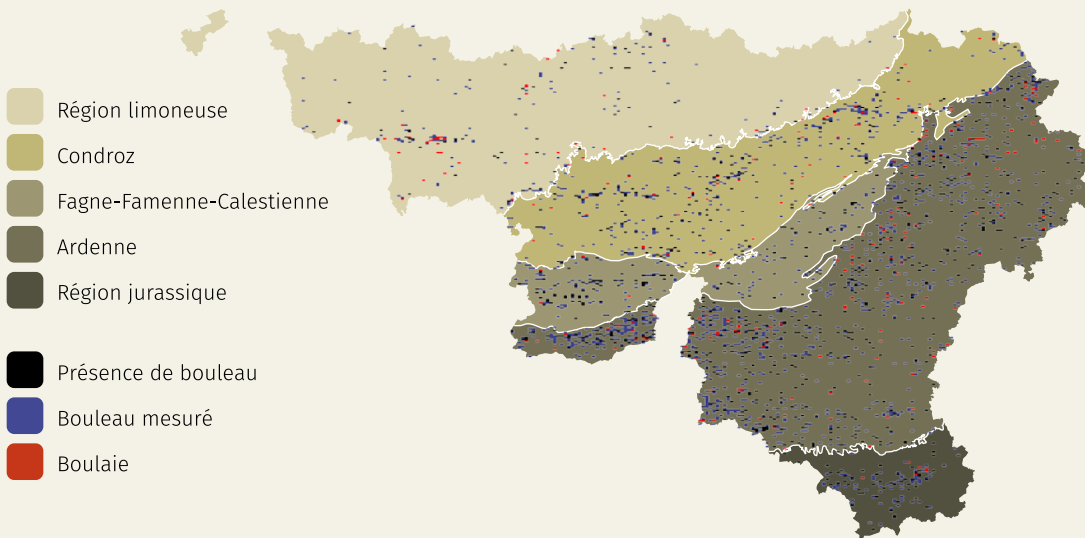 Région limoneuse
Condroz
Fagne-Famenne-Calestienne
Ardenne
Région jurassique
Présence de bouleau
Bouleau mesuré
Boulaie